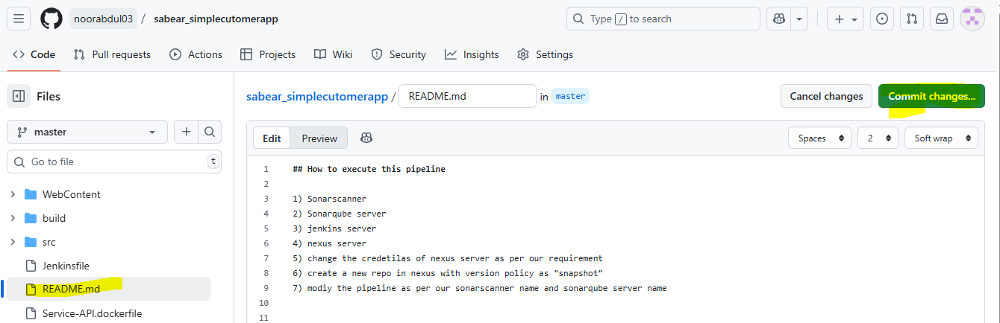 noorabdul03 / sabear_simplecutomerapp
Type / to search
Code Pull requests Actions Projects Wiki Security Insights Settings
Files
sabear_simplecutomerapp / README.md in master
Cancel changes Commit changes...
master
Edit Preview
Spaces 2 Soft wrap
Go to file t
WebContent
build
src
Jenkinsfile
README.md
Service-API.dockerfile
1 ## How to execute this pipeline
2
3 1) Sonarscanner
4 2) Sonarqube server
5 3) jenkins server
6 4) nexus server
7 5) change the credetilas of nexus server as per our requirement
8 6) create a new repo in nexus with version policy as "snapshot"
9 7) modiy the pipeline as per our sonarscanner name and sonarqube server name
10
11